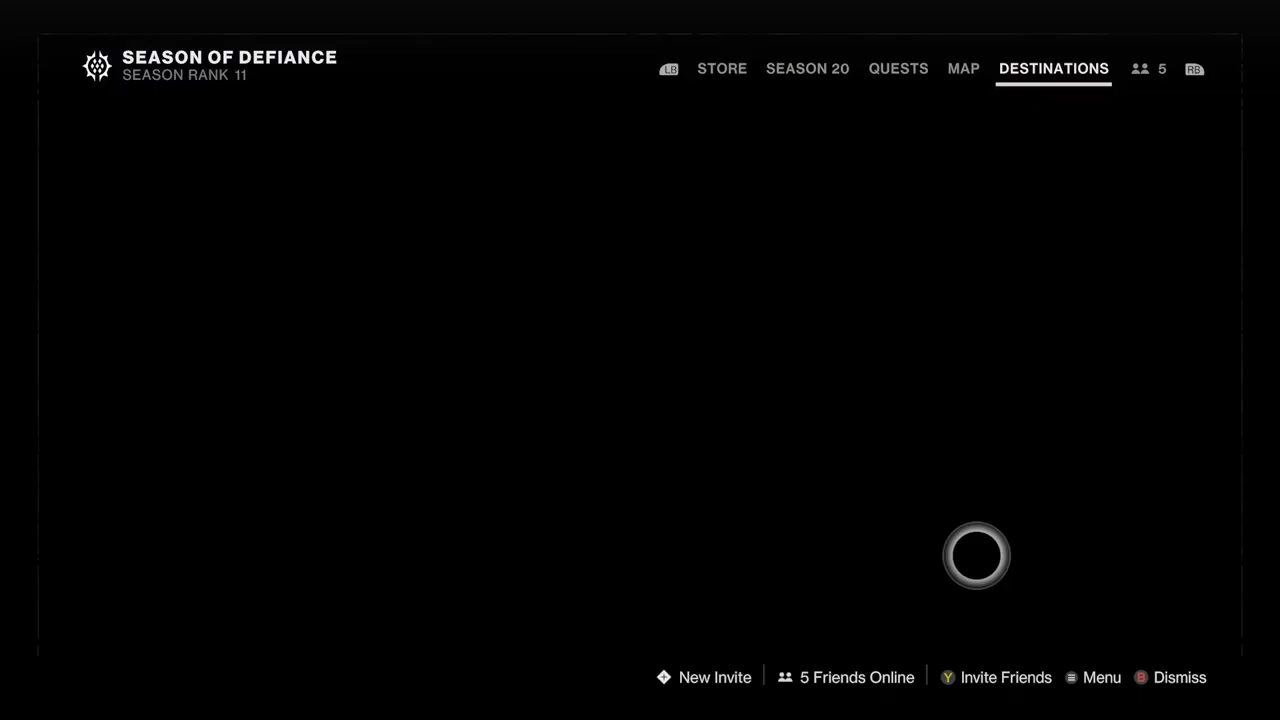 SEASON OF DEFIANCE
SEASON RANK 11
LB STORE SEASON 20 QUESTS MAP DESTINATIONS 5 RB
New Invite 5 Friends Online Y Invite Friends Menu B Dismiss